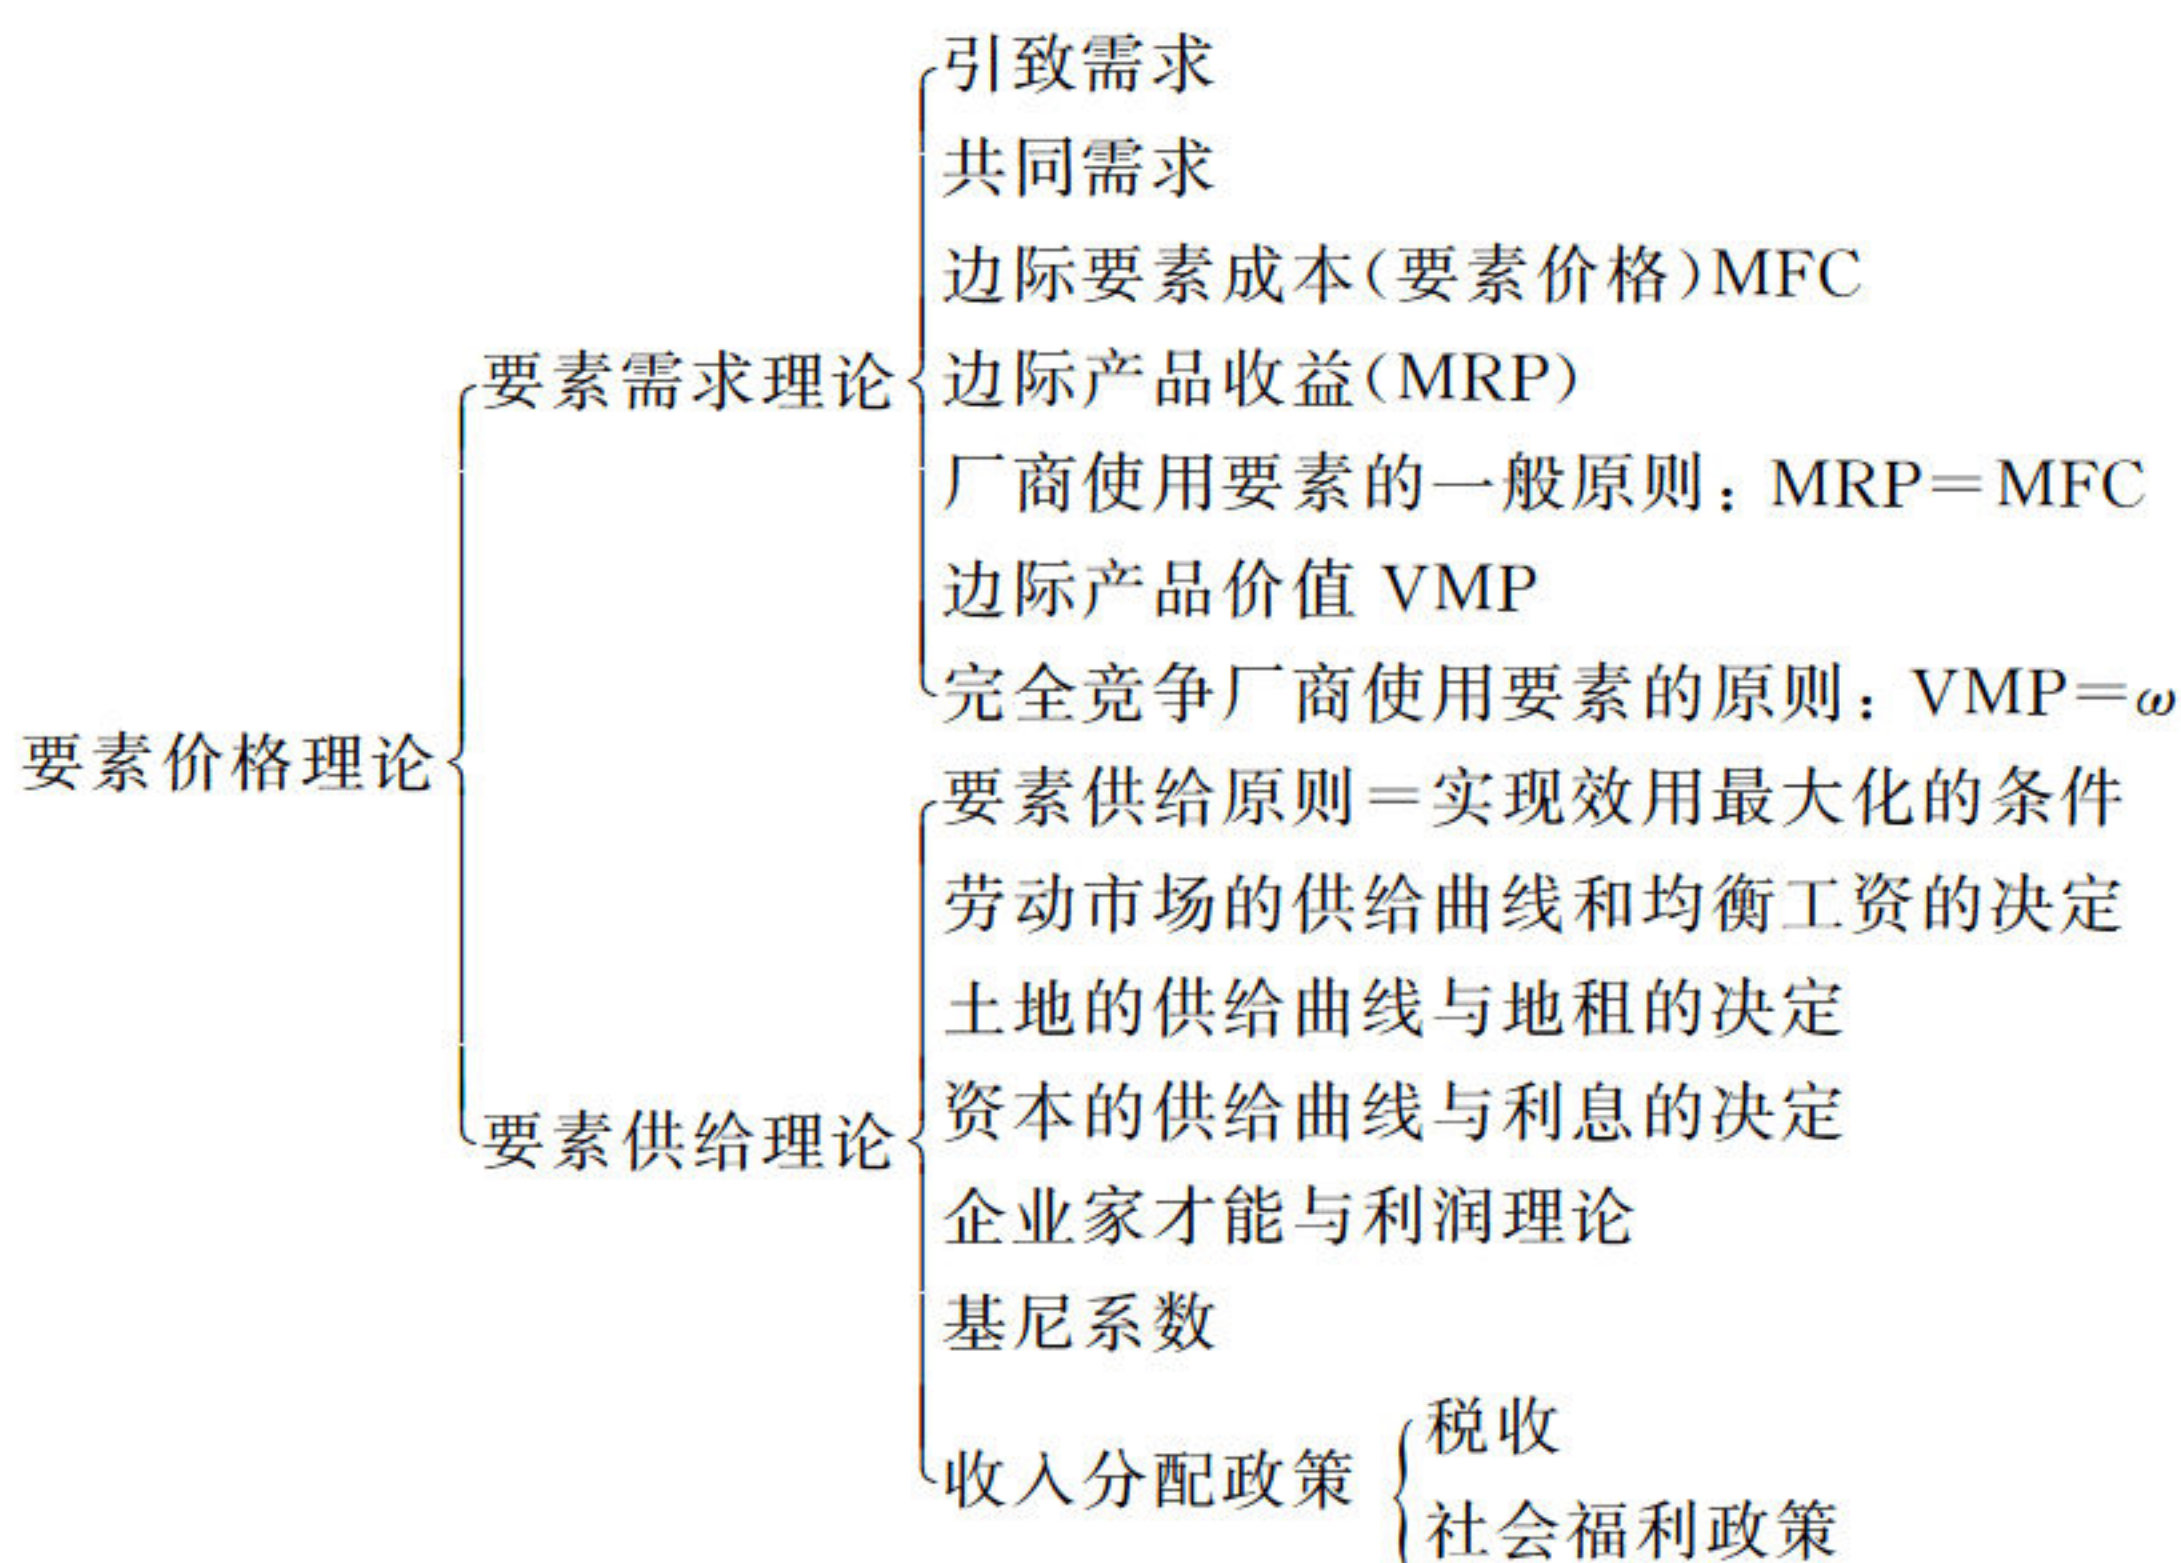 引致需求
共同需求
边际要素成本(要素价格)MFC
要素需求理论
边际产品收益(MRP)
厂商使用要素的一般原则：MRP=MFC
边际产品价值 VMP
完全竞争厂商使用要素的原则：VMP=ω
要素价格理论
要素供给原则=实现效用最大化的条件
劳动市场的供给曲线和均衡工资的决定
土地的供给曲线与地租的决定
要素供给理论
资本的供给曲线与利息的决定
企业家才能与利润理论
基尼系数
收入分配政策
税收
社会福利政策